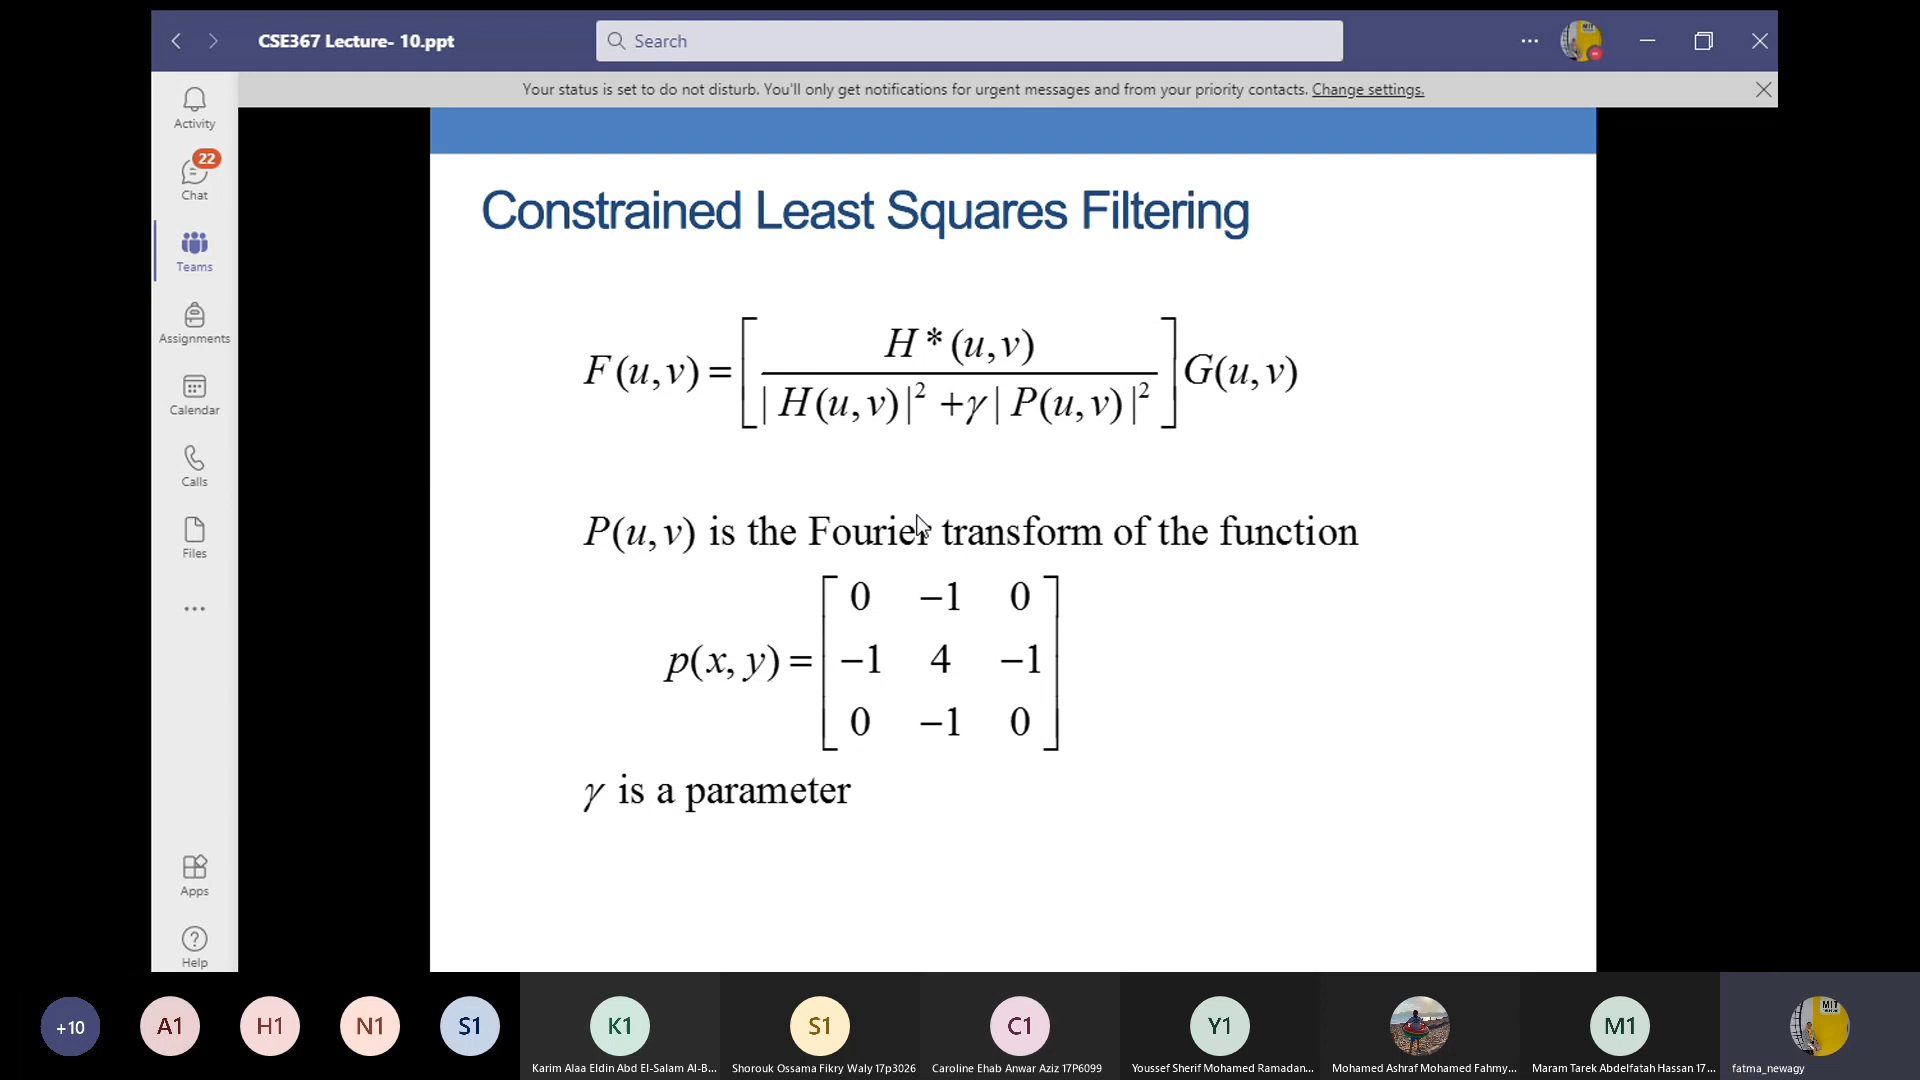 CSE367 Lecture- 10.ppt
Search
Your status is set to do not disturb. You'll only get notifications for urgent messages and from your priority contacts. Change settings.
Activity
22
Chat
Teams
Assignments
Calendar
Calls
Files
Apps
Help
Constrained Least Squares Filtering
F(u,v) = [ H*(u,v) / |H(u,v)|² + γ|P(u,v)|² ] G(u,v)
P(u,v) is the Fourier transform of the function
0 −1 0
p(x, y) = −1 4 −1
0 −1 0
γ is a parameter
+10
A1
H1
N1
S1
K1
S1
C1
Y1
M1
MIT
Karim Alaa Eldin Abd El-Salam Al-B...
Shorouk Ossama Fikry Waly 17p3026
Caroline Ehab Anwar Aziz 17P6099
Youssef Sherif Mohamed Ramadan...
Mohamed Ashraf Mohamed Fahmy...
Maram Tarek Abdelfatah Hassan 17...
fatma_newagy